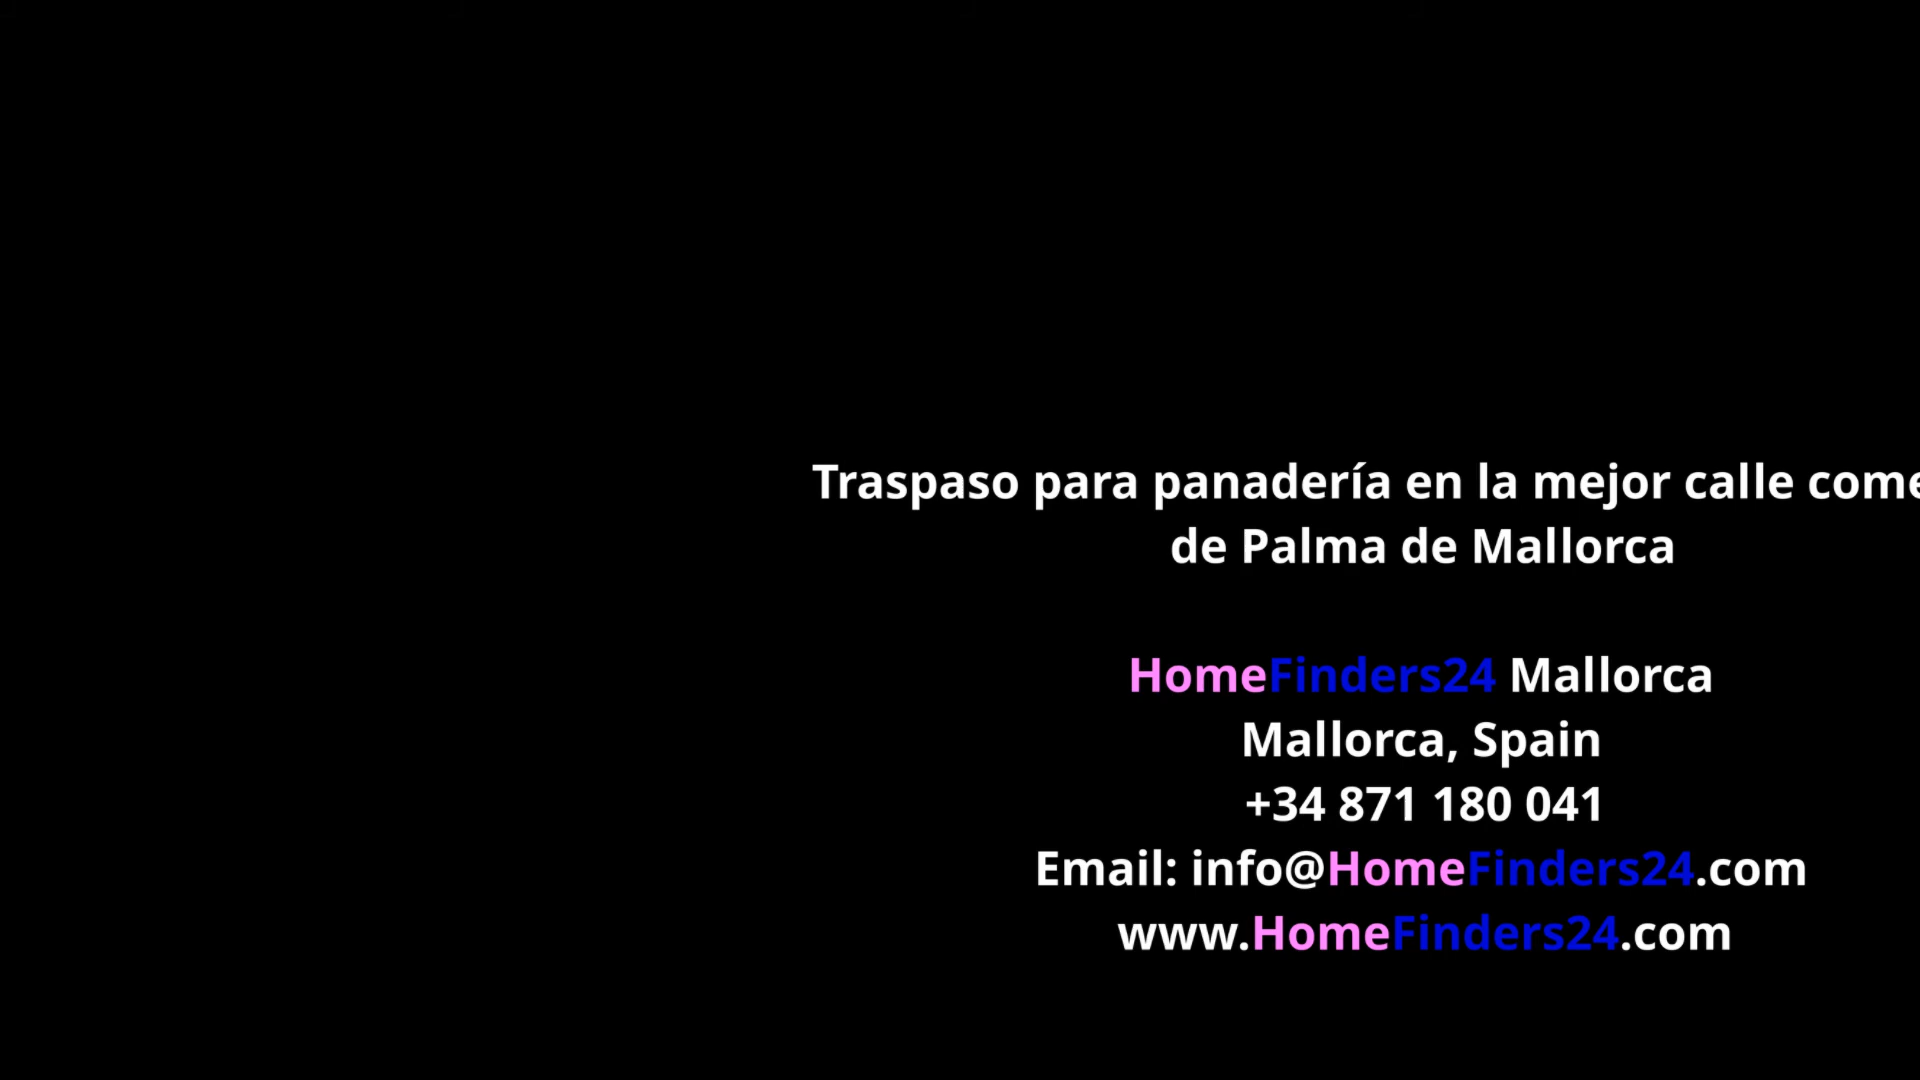 Traspaso para panadería en la mejor calle
de Palma de Mallorca
HomeFinders24 Mallorca
Mallorca, Spain
+34 871 180 041
Email: info@HomeFinders24.com
www.HomeFinders24.com